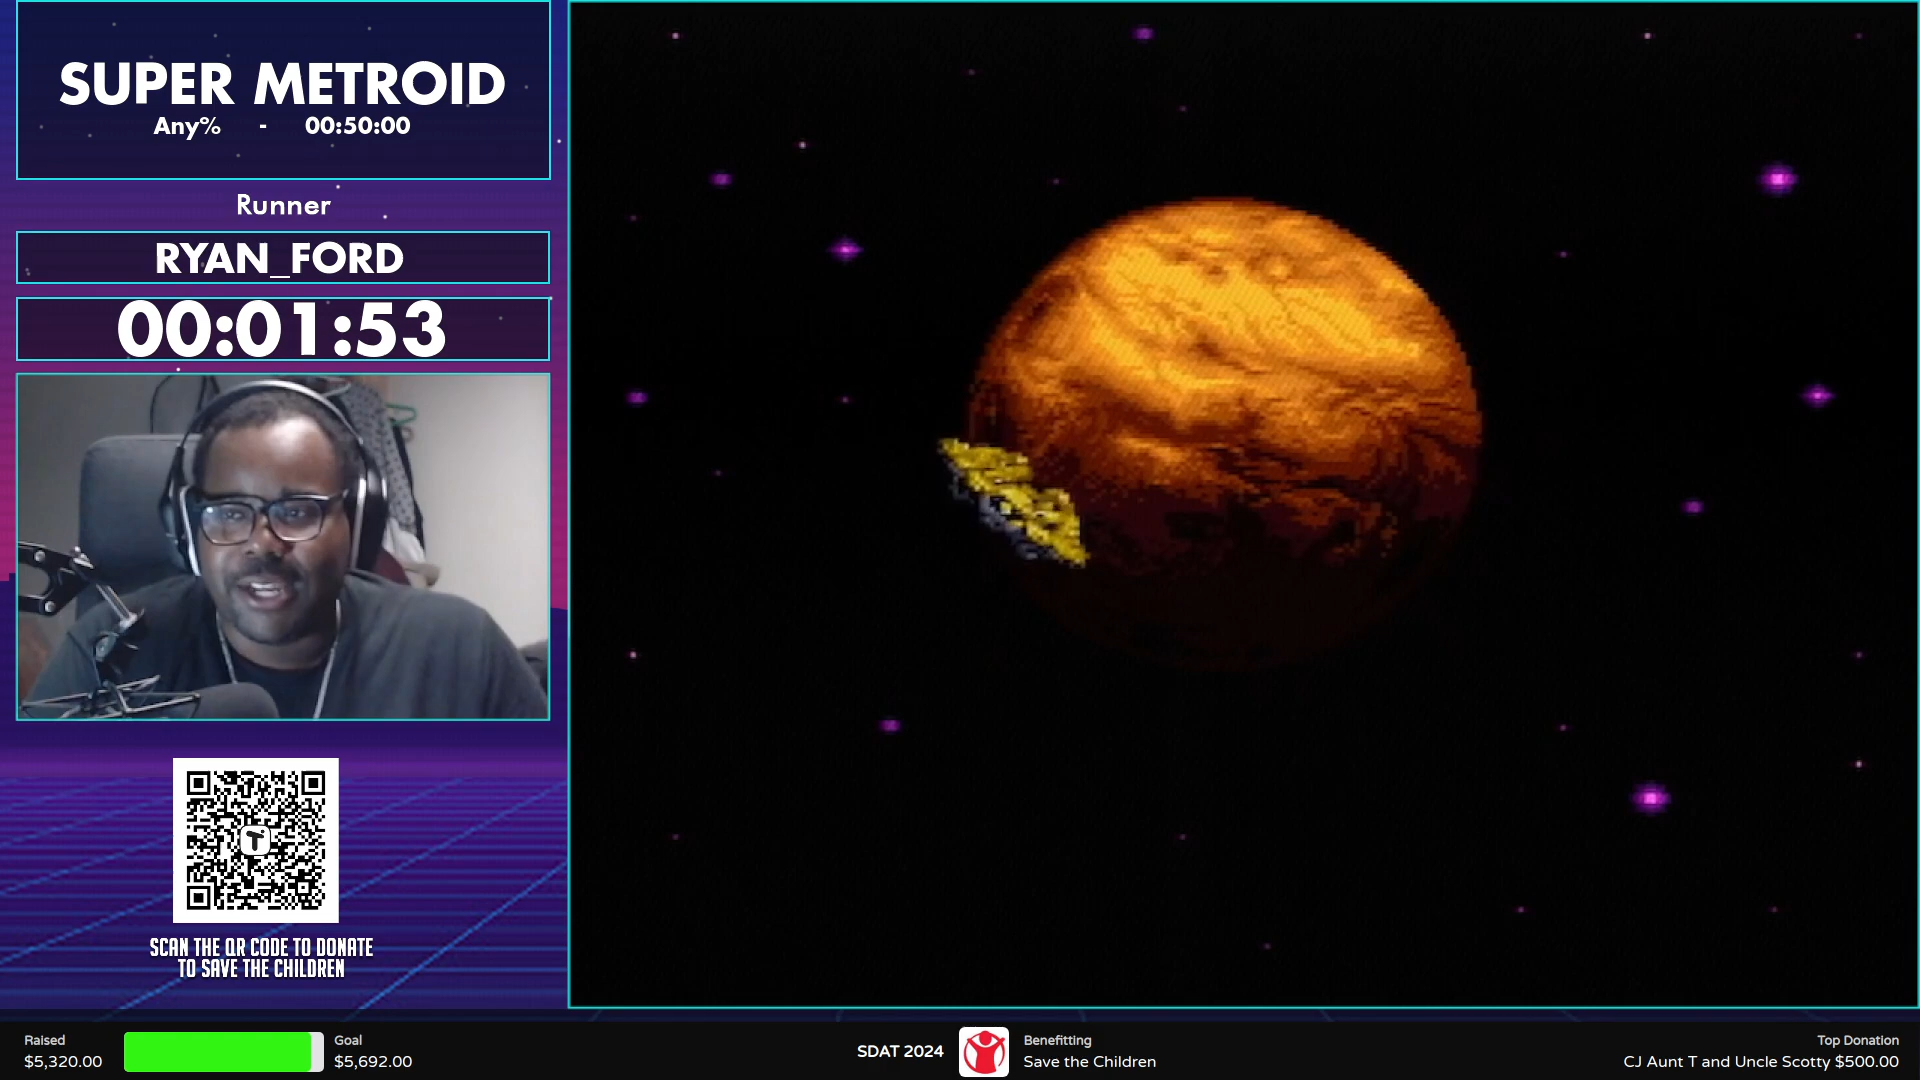 SUPER METROID
Any% - 00:50:00
Runner
RYAN_FORD
00:01:53
SCAN THE QR CODE TO DONATE
TO SAVE THE CHILDREN
Raised
$5,320.00
Goal
$5,692.00
SDAT 2024
Benefitting
Save the Children
Top Donation
CJ Aunt T and Uncle Scotty $500.00